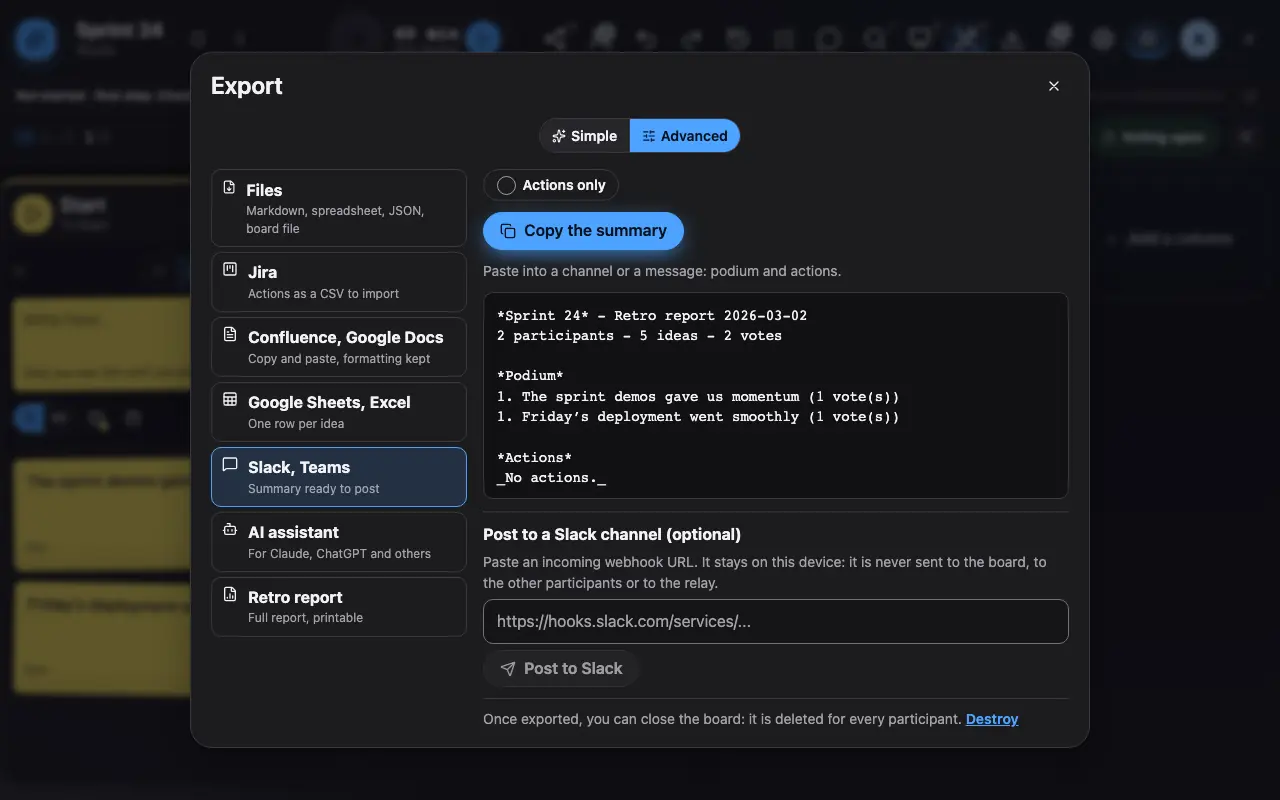 Sprint 24
Export
Simple
Advanced
Files
Markdown, spreadsheet, JSON,
board file
Jira
Actions as a CSV to import
Confluence, Google Docs
Copy and paste, formatting kept
Google Sheets, Excel
One row per idea
Slack, Teams
Summary ready to post
AI assistant
For Claude, ChatGPT and others
Retro report
Full report, printable
Actions only
Copy the summary
Paste into a channel or a message: podium and actions.
*Sprint 24* – Retro report 2026-03-02
2 participants – 5 ideas – 2 votes
*Podium*
1. The sprint demos gave us momentum (1 vote(s))
1. Friday’s deployment went smoothly (1 vote(s))
*Actions*
_No actions._
Post to a Slack channel (optional)
Paste an incoming webhook URL. It stays on this device: it is never sent to the board, to
the other participants or to the relay.
https://hooks.slack.com/services/...
Post to Slack
Once exported, you can close the board: it is deleted for every participant. Destroy
Start
Add a column